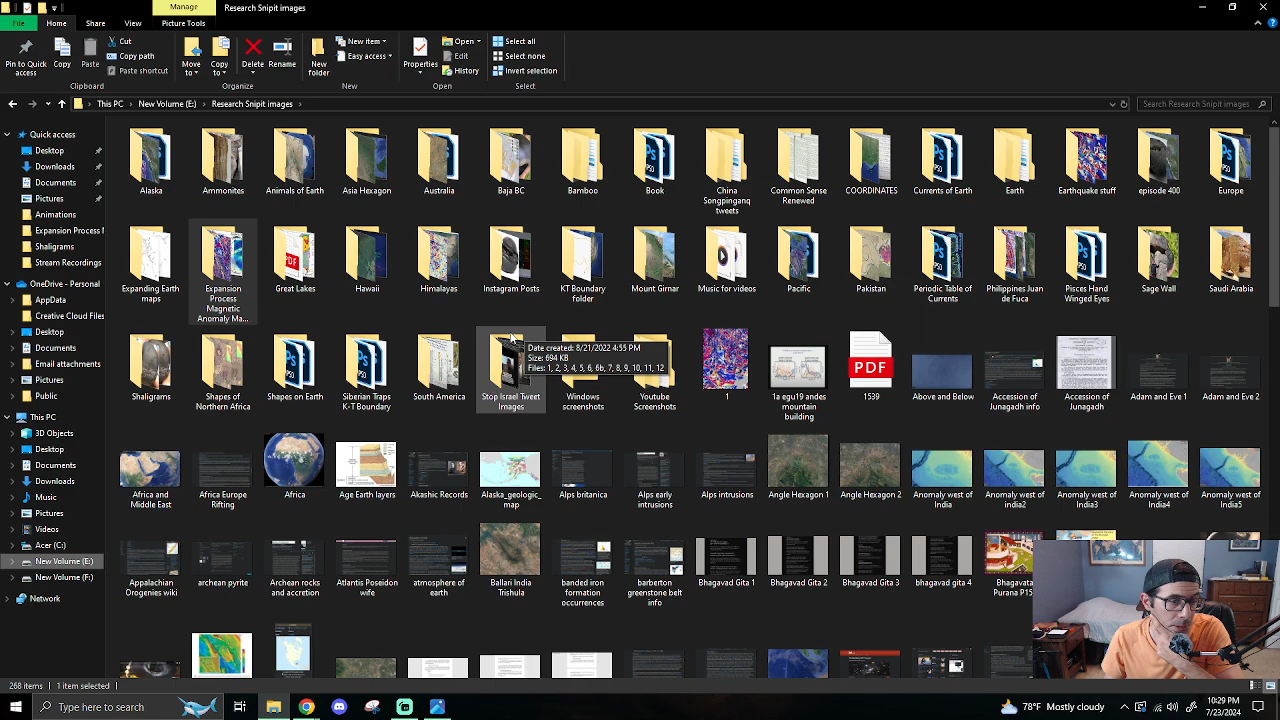 Manage
Research Snipit images
File
Home
Share
View
Picture Tools
Pin to Quick
access
Copy
Paste
Cut
Copy path
Paste shortcut
Clipboard
Move
to
Copy
to
Delete
Rename
Organize
New
folder
New item
Easy access
New
Properties
Open
Edit
History
Open
Select all
Select none
Invert selection
Select
This PC
New Volume (E:)
Research Snipit images
Search Research Snipit images
Quick access
Desktop
Downloads
Documents
Pictures
Animations
Expansion Process
Shaligrams
Stream Recordings
OneDrive - Personal
AppData
Creative Cloud Files
Desktop
Documents
Email attachments
Pictures
Public
This PC
3D Objects
Desktop
Documents
Downloads
Music
Pictures
Videos
Acer (C:)
New Volume (E:)
New Volume (F:)
Network
Alaska
Ammonites
Animals of Earth
Asia Hexagon
Australia
Baja BC
Bamboo
Book
China
Songpinganq
tweets
Common Sense
Renewed
COORDINATES
Currents of Earth
Earth
Earthquake stuff
episode 400
Europe
Expanding Earth
maps
Expansion
Process
Magnetic
Anomaly Ma...
Great Lakes
Hawaii
Himalayas
Instagram Posts
KT Boundary
folder
Mount Girnar
Music for videos
Pacific
Pakistan
Periodic Table of
Currents
Philippines Juan
de Fuca
Pisces Hand
Winged Eyes
Sage Wall
Saudi Arabia
Shaligrams
Shapes of
Northern Africa
Shapes on Earth
Siberian Traps
K-T Boundary
South America
Stop Israel Tweet
Images
Date created: 8/21/2022 4:55 PM
Size: 694 KB
Files: 1, 2, 3, 4, 5, 6, 6b, 7, 8, 9, 10, 11, 12
Windows
screenshots
Youtube
Screenshots
1
1a egu19 andes
mountain
building
PDF
1539
Above and Below
Accession of
Junagadh info
Accession of
Junagadh
Adam and Eve 1
Adam and Eve 2
Africa and
Middle East
Africa Europe
Rifting
Africa
Age Earth layers
Akashic Records
Alaska_geologic_
map
Alps britanica
Alps early
intrusions
Alps intrusions
Angle Hexagon 1
Angle Hexagon 2
Anomaly west of
India
Anomaly west of
India2
Anomaly west of
India3
Anomaly west of
India4
Anomaly west of
India5
Appalachian
Orogenies wiki
archean pyrite
Archean rocks
and accretion
Atlantis Poseidon
wife
atmosphere of
earth
Ballari India
Trishula
banded iron
formation
occurrences
barberton
greenstone belt
info
Bhagavad Gita 1
Bhagavad Gita 2
Bhagavad Gita 3
bhagavad gita 4
1 item selected
Type here to search
78°F Mostly cloudy
10:29 PM
7/23/2024